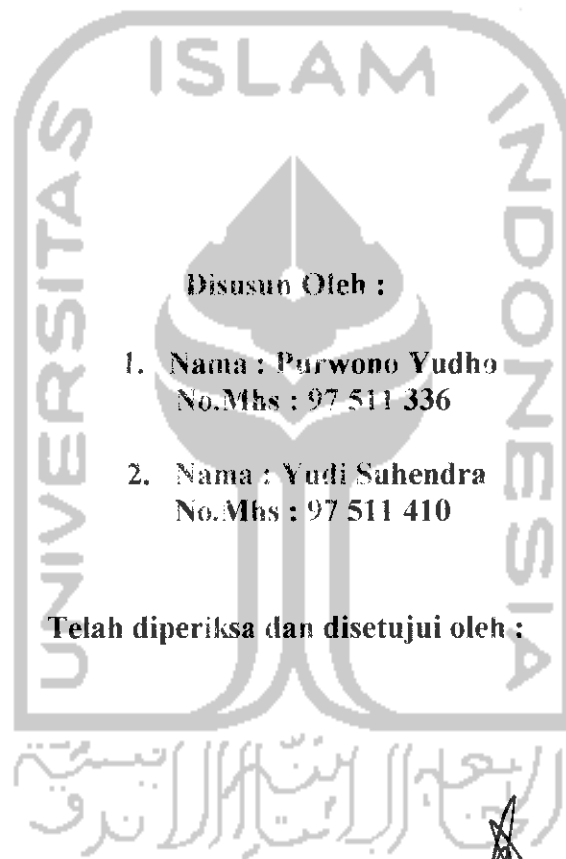 ISLAM
UNIVERSITAS
INDONESIA
Disusun Oleh :
1. Nama : Purwono Yudho
No.Mhs : 97 511 336
2. Nama : Yudi Suhendra
No.Mhs : 97 511 410
Telah diperiksa dan disetujui oleh :